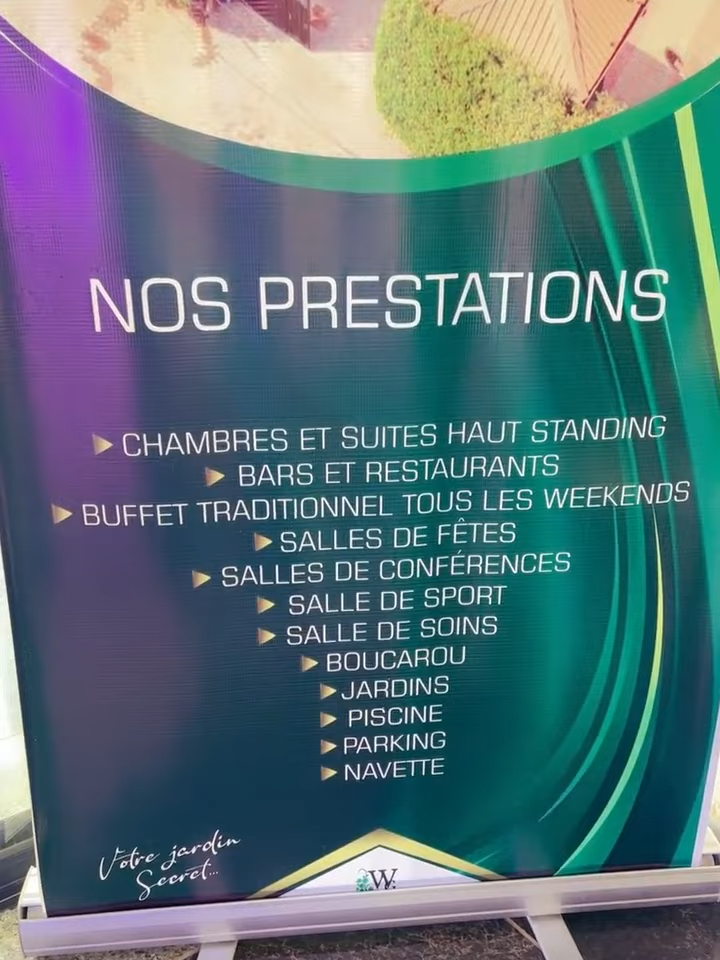 NOS PRESTATIONS
CHAMBRES ET SUITES HAUT STANDING
BARS ET RESTAURANTS
BUFFET TRADITIONNEL TOUS LES WEEKENDS
SALLES DE FÊTES
SALLES DE CONFÉRENCES
SALLE DE SPORT
SALLE DE SOINS
BOUCAROU
JARDINS
PISCINE
PARKING
NAVETTE
Votre jardin
Secret...
W